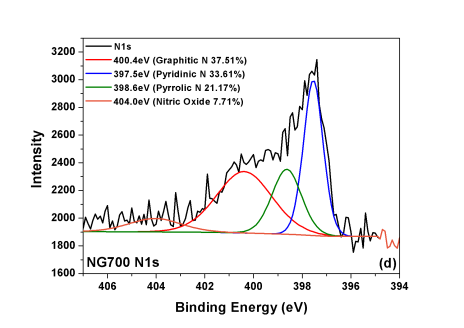 N1s
400.4eV (Graphitic N 37.51%)
397.5eV (Pyridinic N 33.61%)
398.6eV (Pyrrolic N 21.17%)
404.0eV (Nitric Oxide 7.71%)
3200
3000
2800
2600
2400
2200
2000
1800
1600
Intensity
NG700 N1s
(d)
406 404 402 400 398 396 394
Binding Energy (eV)